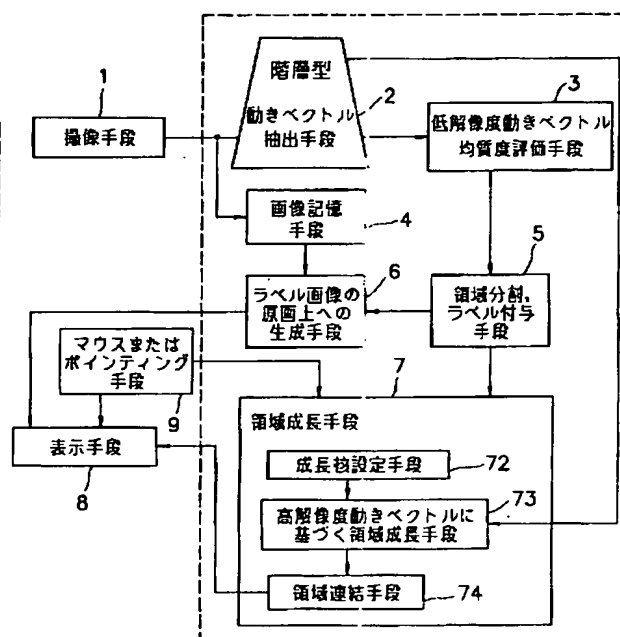 1
撮像手段
階層型
動きベクトル
抽出手段
2
3
低解像度動きベクトル
均質度評価手段
画像記憶
手段
4
5
領域分割,
ラベル付与
手段
6
ラベル画像の
原画上への
生成手段
マウスまたは
ポインティング
手段
9
表示手段
8
7
領域成長手段
成長核設定手段
72
高解像度動きベクトルに
基づく領域成長手段
73
領域連結手段
74